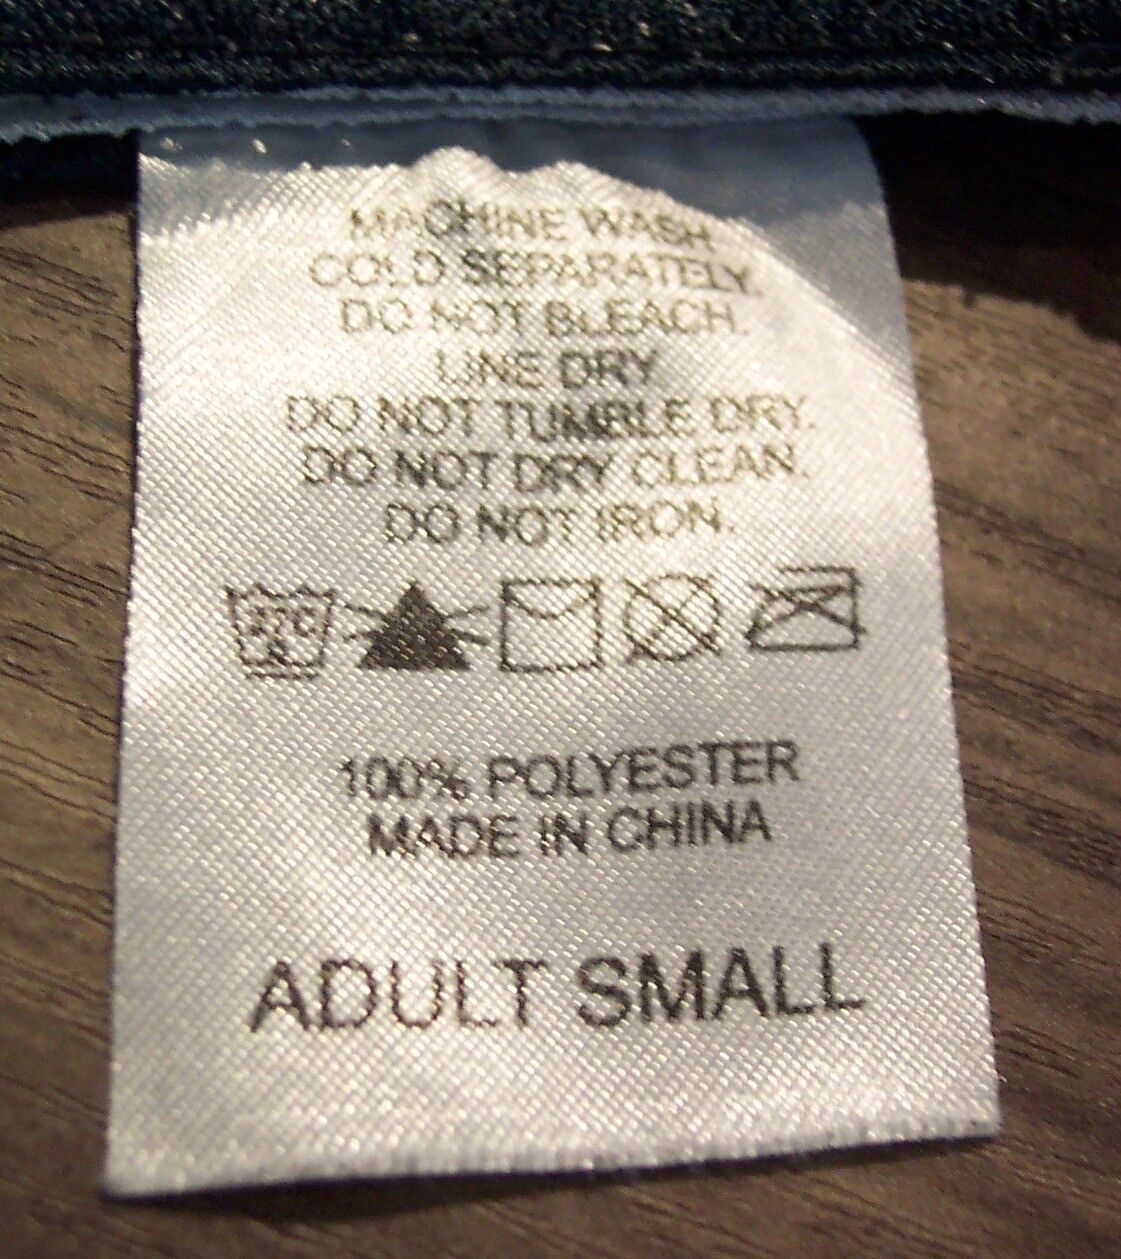 MACHINE WASH
COLD SEPARATELY.
DO NOT BLEACH.
LINE DRY
DO NOT TUMBLE DRY.
DO NOT DRY CLEAN.
DO NOT IRON.
100% POLYESTER
MADE IN CHINA
ADULT SMALL